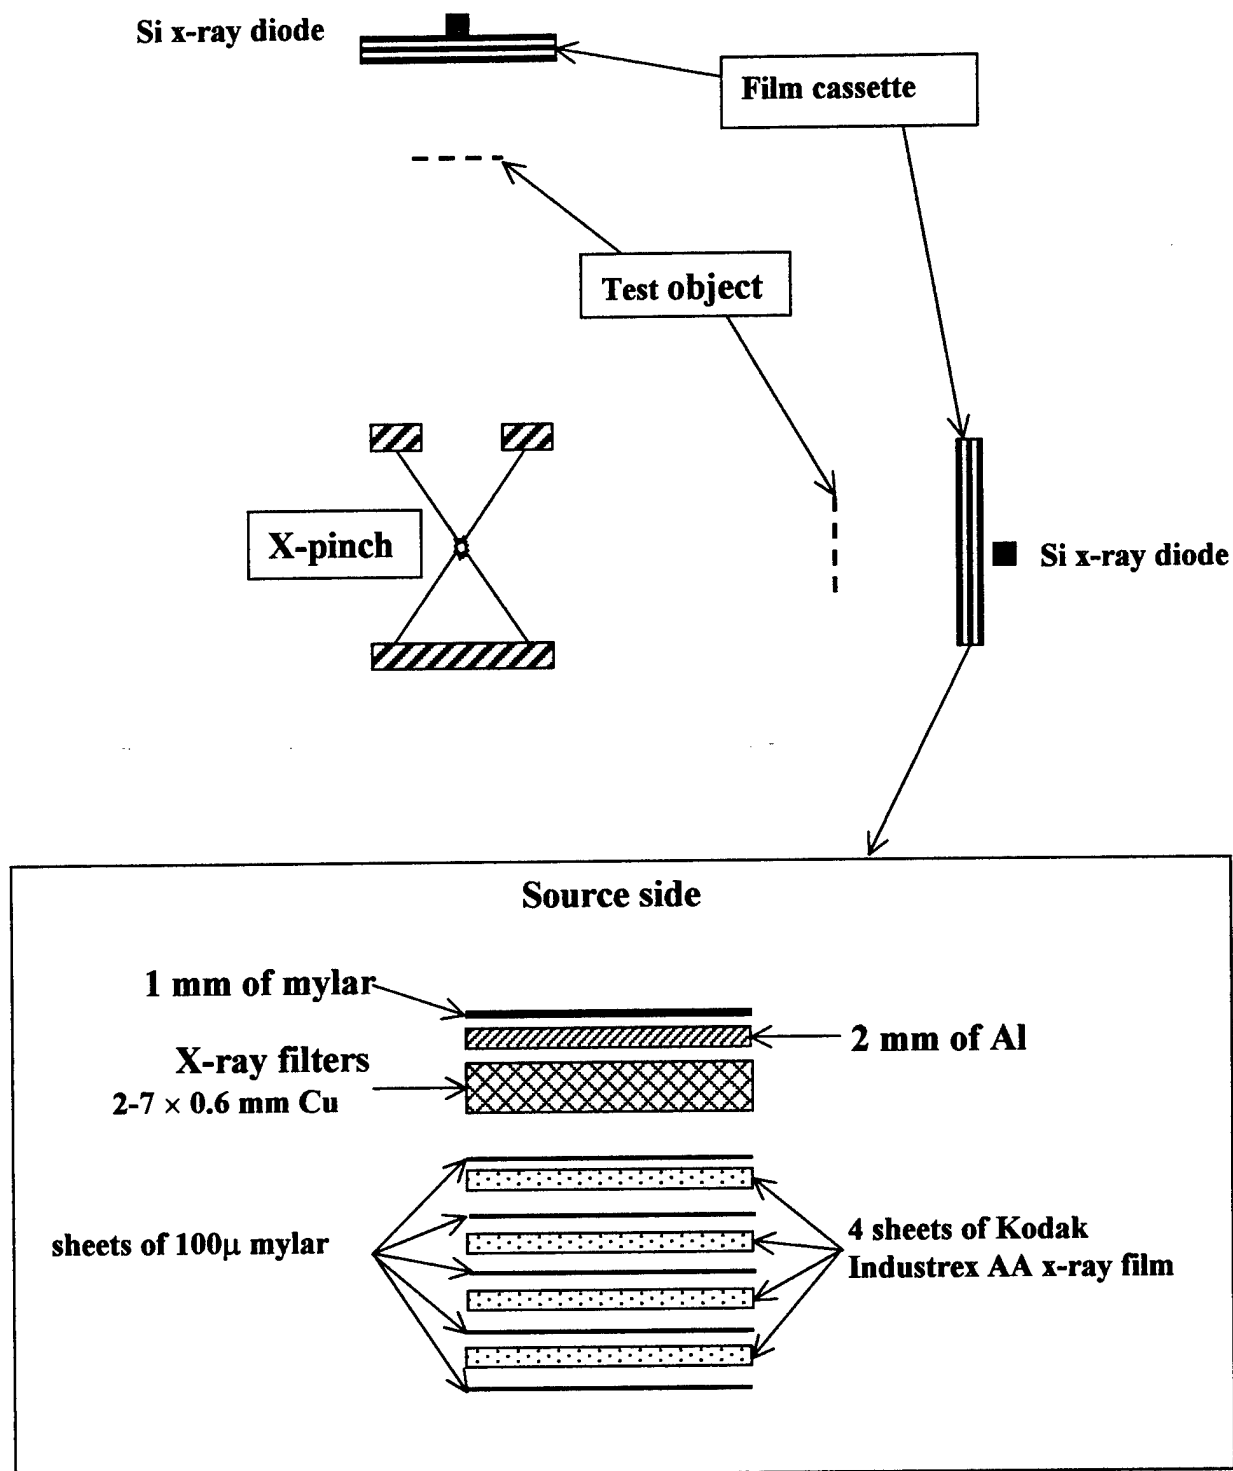 Si x-ray diode
Film cassette
Test object
X-pinch
Si x-ray diode
Source side
1 mm of mylar
2 mm of Al
X-ray filters
2-7 × 0.6 mm Cu
sheets of 100μ mylar
4 sheets of Kodak
Industrex AA x-ray film